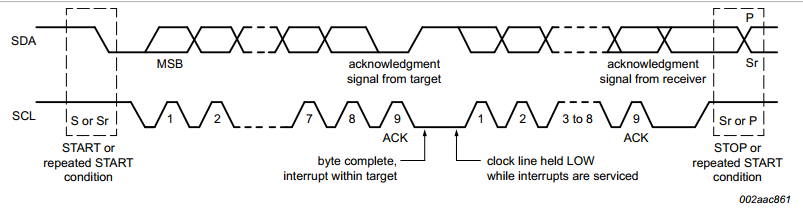 P
SDA
MSB
acknowledgment
signal from target
acknowledgment
signal from receiver
Sr
SCL
S or Sr
1
2
7
8
9
1
2
3 to 8
9
Sr or P
ACK
ACK
START or
repeated START
condition
byte complete,
interrupt within target
clock line held LOW
while interrupts are serviced
STOP or
repeated START
condition
002aac861